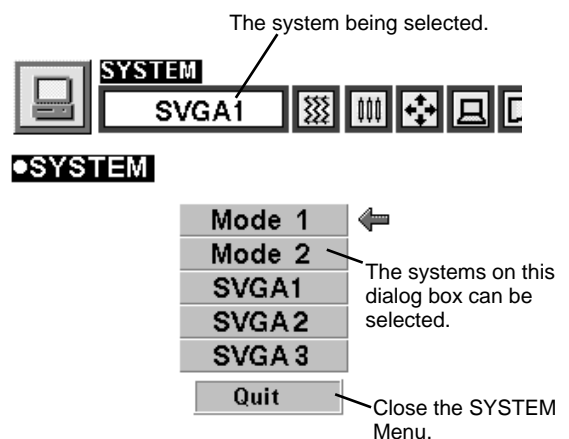 The system being selected.
SYSTEM
SVGA1
●SYSTEM
Mode 1
Mode 2
SVGA1
SVGA2
SVGA3
The systems on this
dialog box can be
selected.
Quit
Close the SYSTEM
Menu.